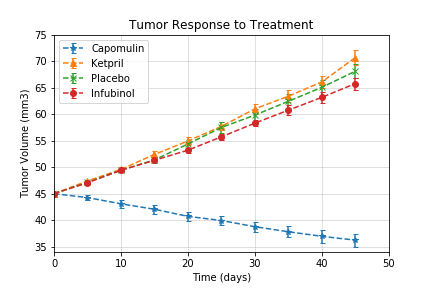 Tumor Response to Treatment
Tumor Volume (mm3)
75
70
65
60
55
50
45
40
35
Capomulin
Ketpril
Placebo
Infubinol
0 10 20 30 40 50
Time (days)